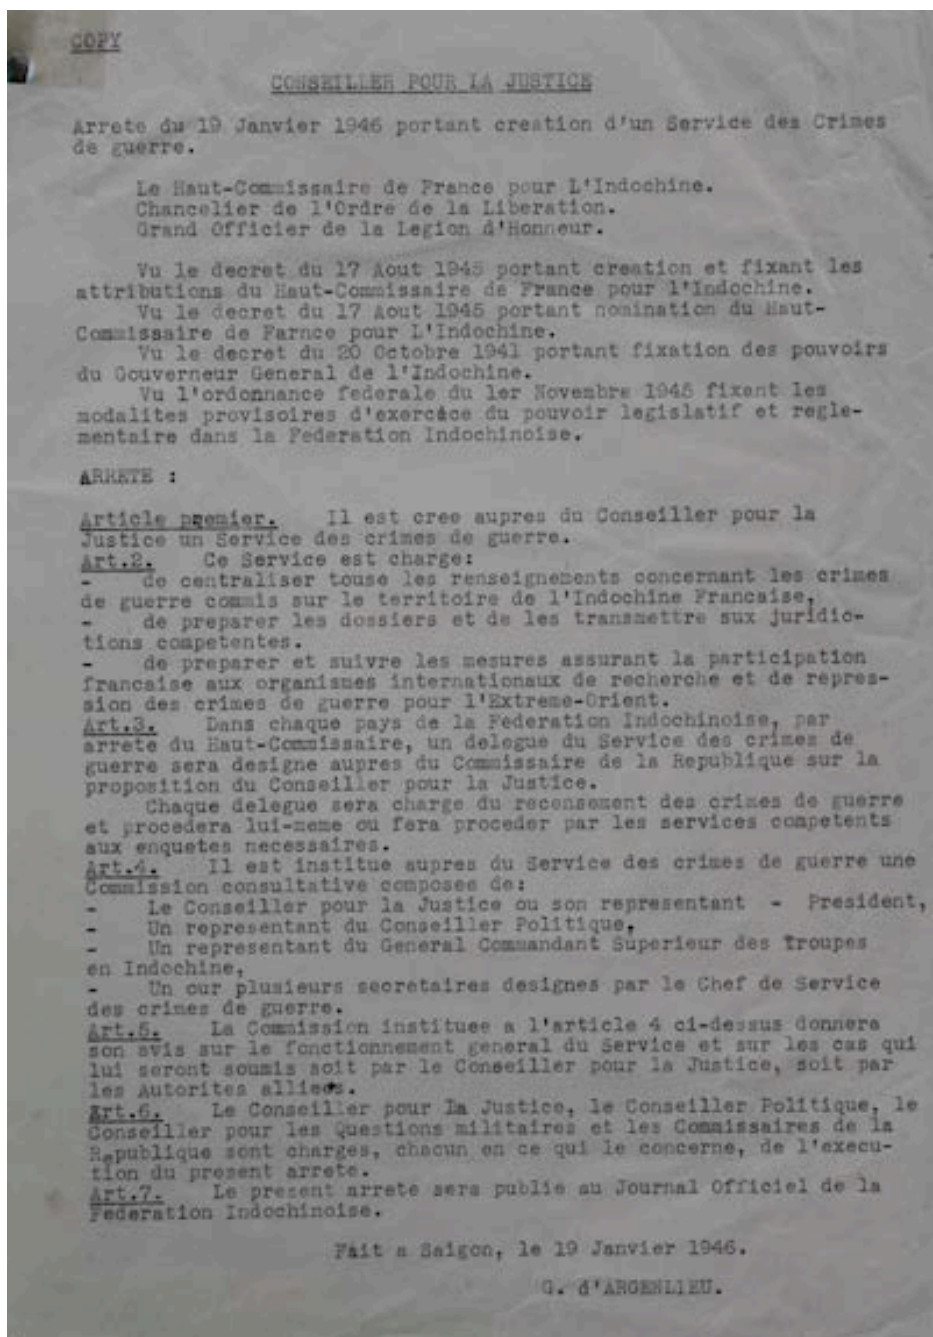 COPY
CONSEILLER POUR LA JUSTICE
Arrete du 19 Janvier 1946 portant creation d'un Service des Crimes
de guerre.
Le Haut-Commissaire de France pour L'Indochine.
Chancelier de l'Ordre de la Liberation.
Grand Officier de la Legion d'Honneur.
Vu le decret du 17 Aout 1945 portant creation et fixant les
attributions du Haut-Commissaire de France pour l'Indochine.
Vu le decret du 17 Aout 1945 portant nomination du Haut-
Commissaire de Farnce pour L'Indochine.
Vu le decret du 20 Octobre 1941 portant fixation des pouvoirs
du Gouverneur General de l'Indochine.
Vu l'ordonnance federale du 1er Novembre 1945 fixant les
modalites provisoires d'exercice du pouvoir legislatif et regle-
mentaire dans la Federation Indochinoise.
ARRETE :
Article premier. Il est cree aupres du Conseiller pour la
Justice un Service des crimes de guerre.
Art.2. Ce Service est charge:
- de centraliser touse les renseignements concernant les crimes
de guerre commis sur le territoire de l'Indochine Francaise,
- de preparer les dossiers et de les transmettre aux juridic-
tions competentes.
- de preparer et suivre les mesures assurant la participation
francaise aux organismes internationaux de recherche et de repres-
sion des crimes de guerre pour l'Extreme-Orient.
Art.3. Dans chaque pays de la Federation Indochinoise, par
arrete du Haut-Commissaire, un delegue du Service des crimes de
guerre sera designe aupres du Commissaire de la Republique sur la
proposition du Conseiller pour la Justice.
Chaque delegue sera charge du recensement des crimes de guerre
et procedera lui-meme ou fera proceder par les services competents
aux enquetes necessaires.
Art.4. Il est institue aupres du Service des crimes de guerre une
Commission consultative composee de:
- Le Conseiller pour la Justice ou son representant - President,
- Un representant du Conseiller Politique,
- Un representant du General Commandant Superieur des Troupes
en Indochine,
- Un our plusieurs secretaires designes par le Chef de Service
des crimes de guerre.
Art.5. La Commission instituee a l'article 4 ci-dessus donnera
son avis sur le fonctionnement general du Service et sur les cas qui
lui seront soumis soit par le Conseiller pour la Justice, soit par
les Autorites alliees.
Art.6. Le Conseiller pour la Justice, le Conseiller Politique, le
Conseiller pour les Questions militaires et les Commissaires de la
Republique sont charges, chacun en ce qui le concerne, de l'execu-
tion du present arrete.
Art.7. Le present arrete sera publie au Journal Officiel de la
Federation Indochinoise.
Fait a Saigon, le 19 Janvier 1946.
G. d'ARGENLIEU.